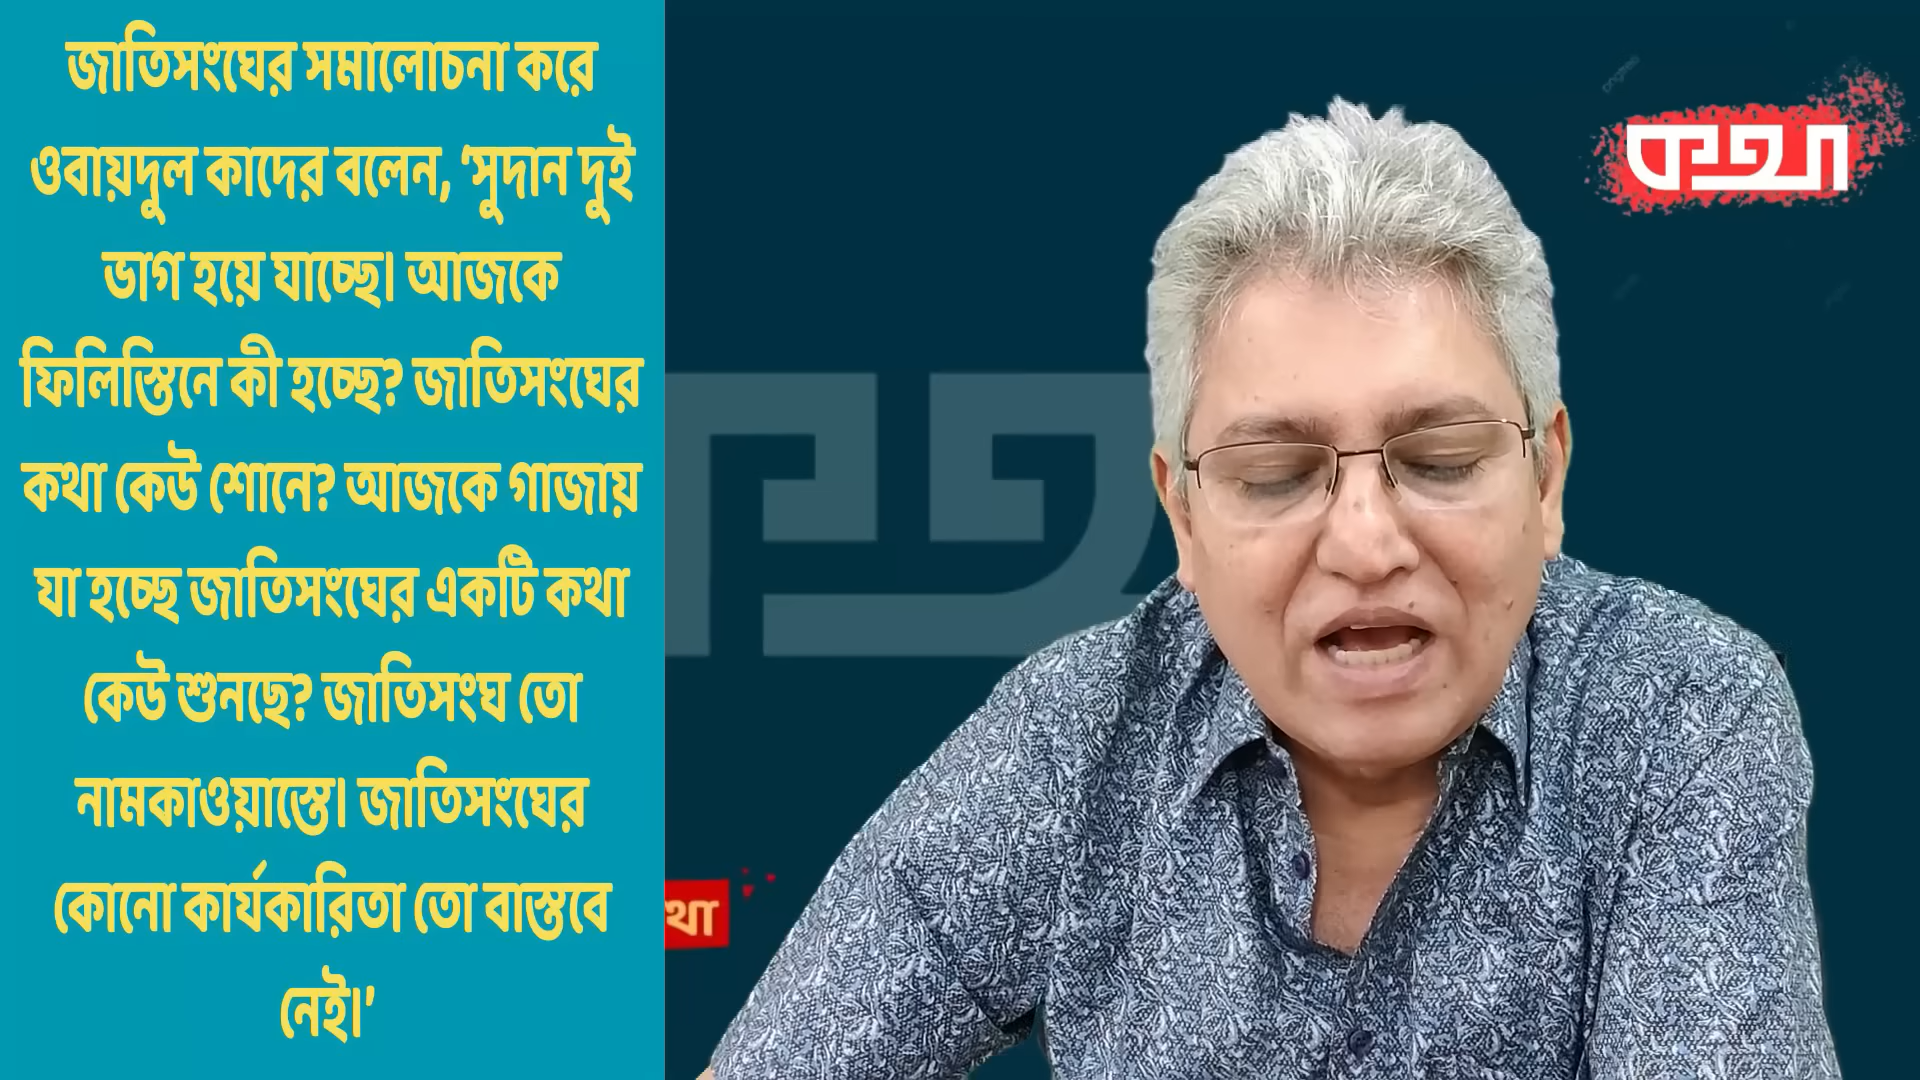 জাতিসংঘের সমালোচনা করে
ওবায়দুল কাদের বলেন, ‘সুদান দুই
ভাগ হয়ে যাচ্ছে। আজকে
ফিলিস্তিনে কী হচ্ছে? জাতিসংঘের
কথা কেউ শোনে? আজকে গাজায়
যা হচ্ছে জাতিসংঘের একটি কথা
কেউ শুনছে? জাতিসংঘ তো
নামকাওয়াস্তে। জাতিসংঘের
কোনো কার্যকারিতা তো বাস্তবে
নেই।’
কথা
থা